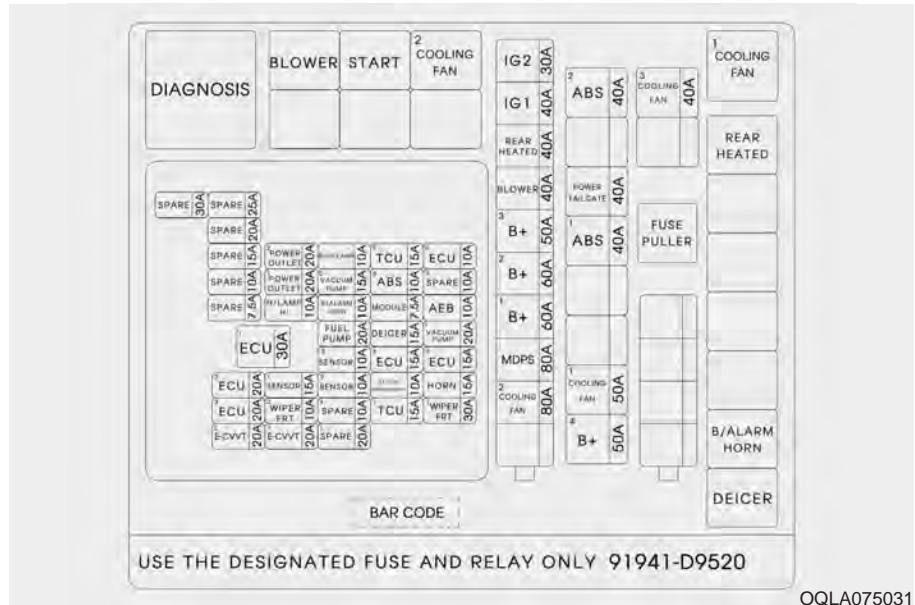 DIAGNOSIS
BLOWER
START
2
COOLING
FAN
IG2 30A
IG1 40A
REAR
HEATED 40A
BLOWER 40A
3
B+ 50A
2
B+ 60A
1
B+ 60A
MDPS 80A
2
COOLING
FAN 80A
2
ABS 40A
POWER
TAILGATE 40A
1
ABS 40A
1
COOLING
FAN 50A
4
B+ 50A
3
COOLING
FAN 40A
FUSE
PULLER
1
COOLING
FAN
REAR
HEATED
B/ALARM
HORN
DEICER
SPARE 30A SPARE 25A
SPARE 20A
SPARE 15A POWER OUTLET 20A 10A TCU 15A ECU 10A
SPARE 10A POWER OUTLET 20A VACUUM PUMP 15A ABS 10A SPARE 10A
SPARE 7.5A H/LAMP HI 10A B/ALARM HORN 10A MODULE 7.5A AEB 10A
ECU 30A FUEL PUMP 20A DEICER 15A VACUUM PUMP 20A
SENSOR 10A ECU 15A ECU 15A
ECU 20A SENSOR 15A SENSOR 10A 10A HORN 15A
ECU 20A WIPER FRT 10A SPARE 10A TCU 15A WIPER FRT 30A
E-CVVT 20A E-CVVT 20A SPARE 20A
BAR CODE
USE THE DESIGNATED FUSE AND RELAY ONLY 91941-D9520
OQLA075031